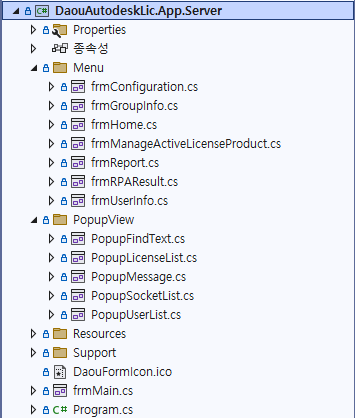 DaouAutodeskLic.App.Server
Properties
종속성
Menu
frmConfiguration.cs
frmGroupInfo.cs
frmHome.cs
frmManageActiveLicenseProduct.cs
frmReport.cs
frmRPAResult.cs
frmUserInfo.cs
PopupView
PopupFindText.cs
PopupLicenseList.cs
PopupMessage.cs
PopupSocketList.cs
PopupUserList.cs
Resources
Support
DaouFormIcon.ico
frmMain.cs
C# Program.cs